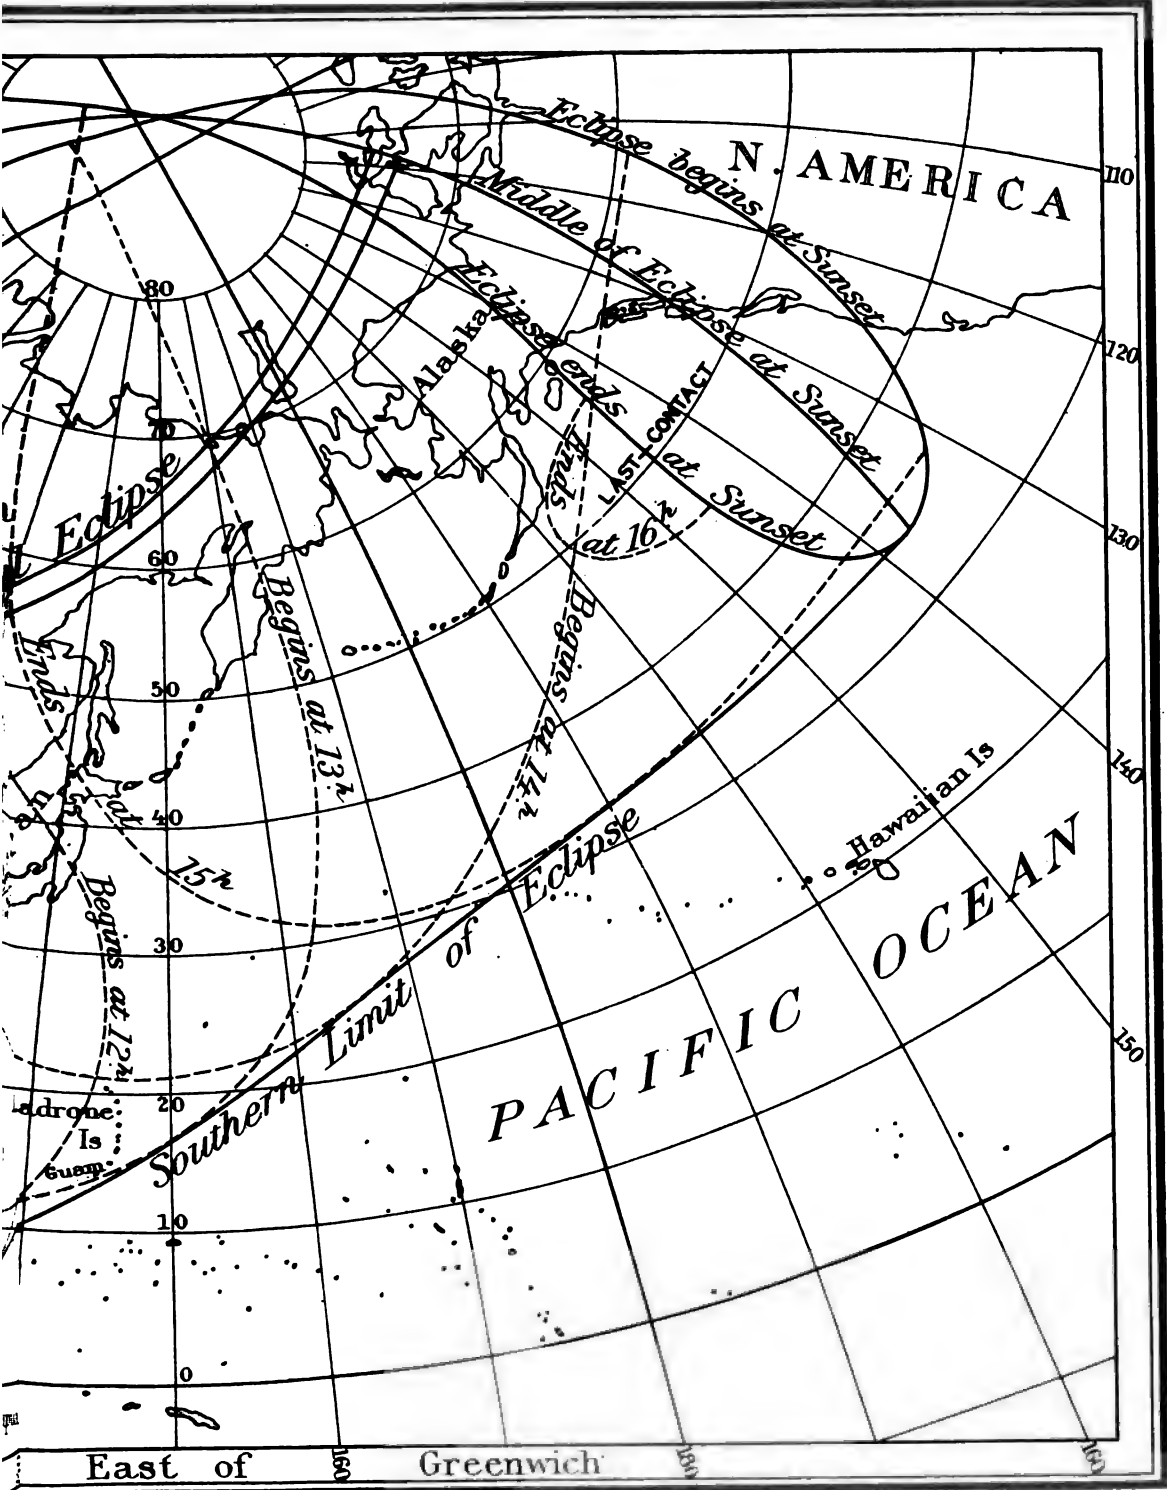 Eclipse begins at Sunset
N. AMERICA
110
Middle of Eclipse at Sunset
Eclipse ends at Sunset
80
Alaska
120
LAST CONTACT
70
Eclipse
Ends
at 16h
130
60
Begins at 13h
Begins at 14h
Ends
at
15h
50
140
Hawaiian Is
40
an
Begins at 12h
30
Southern Limit of Eclipse
PACIFIC OCEAN
150
20
Ladrone
Is
Guam
10
0
East of Greenwich
160
180
160